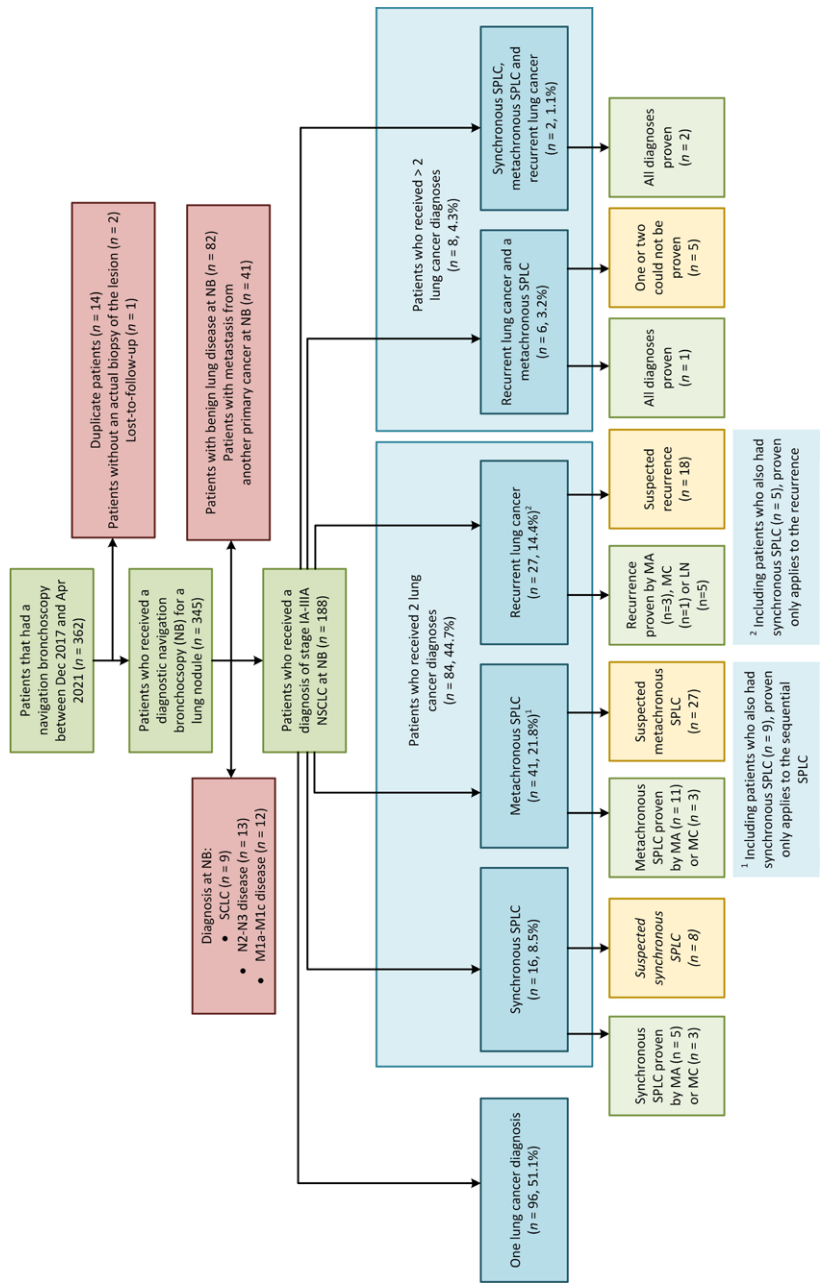 Patients that had a
navigation bronchoscopy
between Dec 2017 and Apr
2021 (n = 362)
Duplicate patients (n = 14)
Patients without an actual biopsy of the lesion (n = 2)
Lost-to-follow-up (n = 1)
Patients who received a
diagnostic navigation
bronchocsopy (NB) for a
lung nodule (n = 345)
Diagnosis at NB:
• SCLC (n = 9)
• N2-N3 disease (n = 13)
• M1a-M1c disease (n = 12)
Patients with benign lung disease at NB (n = 82)
Patients with metastasis from
another primary cancer at NB (n = 41)
Patients who received a
diagnosis of stage IA-IIIA
NSCLC at NB (n = 188)
Patients who received 2 lung
cancer diagnoses
(n = 84, 44.7%)
Patients who received > 2
lung cancer diagnoses
(n = 8, 4.3%)
One lung cancer diagnosis
(n = 96, 51.1%)
Synchronous SPLC
(n = 16, 8.5%)
Metachronous SPLC
(n = 41, 21.8%)1
Recurrent lung cancer
(n = 27, 14.4%)2
Recurrent lung cancer and a
metachronous SPLC
(n = 6, 3.2%)
Synchronous SPLC,
metachronous SPLC and
recurrent lung cancer
(n = 2, 1.1%)
Synchronous
SPLC proven
by MA (n = 5)
or MC (n = 3)
Suspected
synchronous
SPLC
(n = 8)
Metachronous
SPLC proven
by MA (n = 11)
or MC (n = 3)
Suspected
metachronous
SPLC
(n = 27)
Recurrence
proven by MA
(n=3), MC
(n=1) or LN
(n=5)
Suspected
recurrence
(n = 18)
All diagnoses
proven
(n = 1)
One or two
could not be
proven
(n = 5)
All diagnoses
proven
(n = 2)
1 Including patients who also had
synchronous SPLC (n = 9), proven
only applies to the sequential
SPLC
2 Including patients who also had
synchronous SPLC (n = 5), proven
only applies to the recurrence